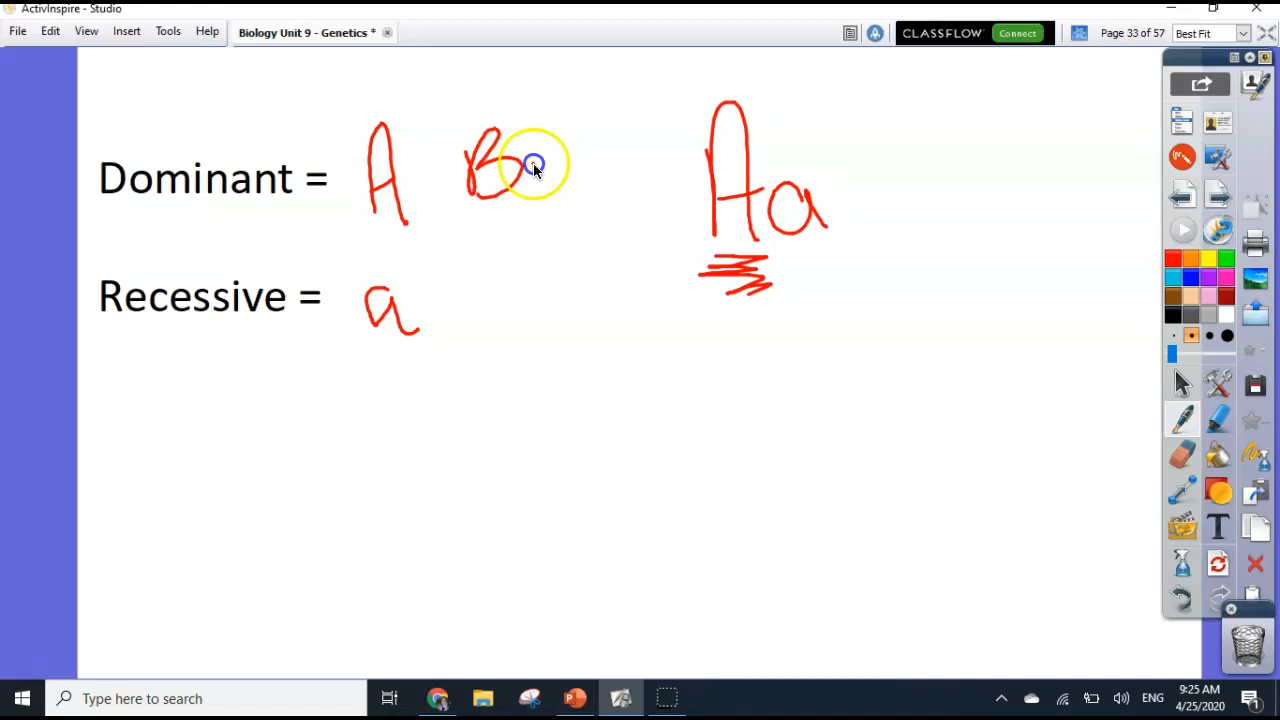 ActivInspire - Studio
File Edit View Insert Tools Help
Biology Unit 9 - Genetics *
CLASSFLOW Connect
Page 33 of 57
Best Fit
Dominant = A B
Aa
Recessive = a
T
Type here to search
ENG
9:25 AM
4/25/2020
1